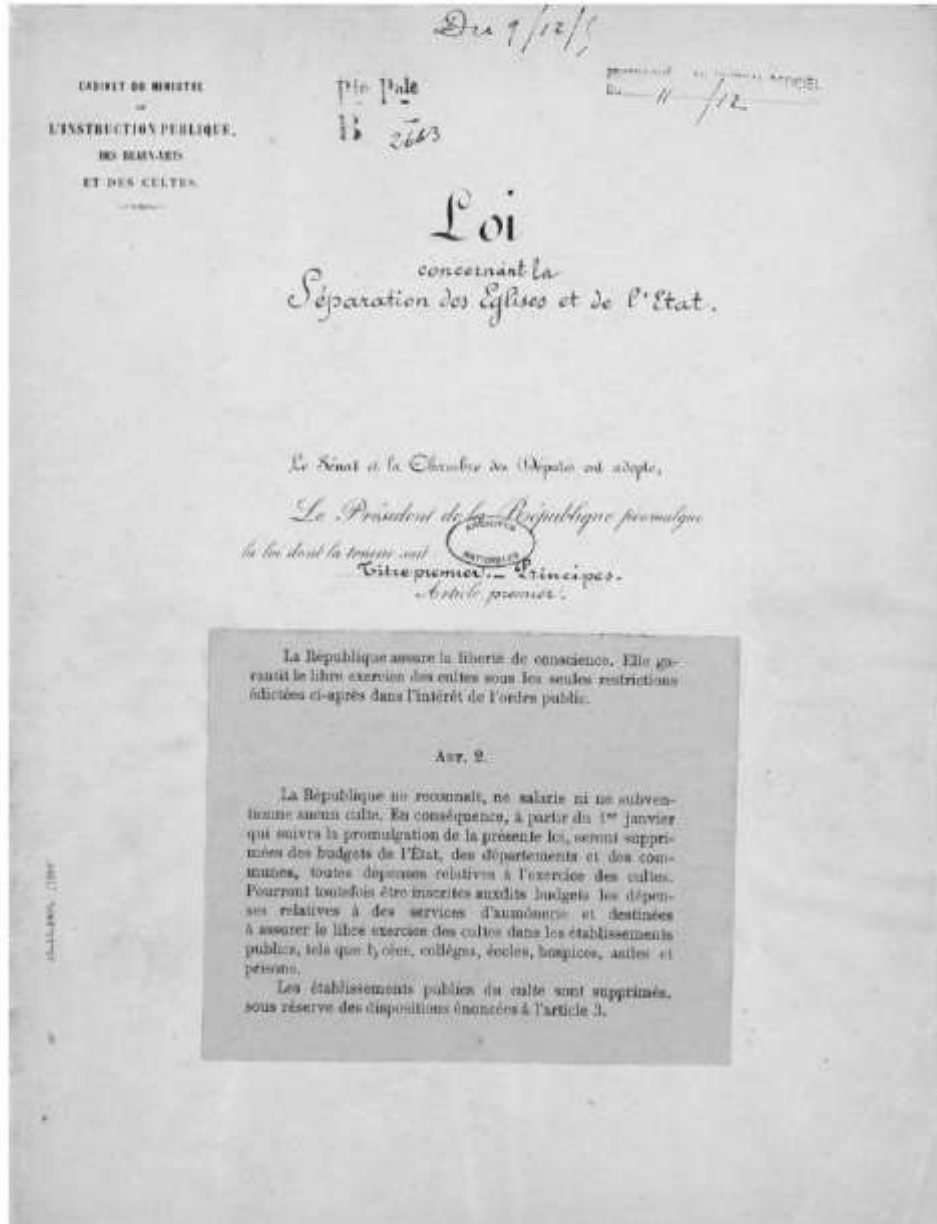 Du 9/12/5
CABINET DU MINISTRE
DE
L'INSTRUCTION PUBLIQUE,
DES BEAUX-ARTS
ET DES CULTES.
Pale
B 2663
JOURNAL OFFICIEL
Du 11/12
Loi
concernant la
Séparation des Eglises et de l'Etat.
Le Sénat et la Chambre des Députés ont adopté,
Le Président de la République promulgue
la loi dont la teneur suit
ARCHIVES
NATIONALES
Titre premier. – Principes.
Article premier.
La République assure la liberté de conscience. Elle ga-
rantit le libre exercice des cultes sous les seules restrictions
édictées ci-après dans l'intérêt de l'ordre public.
ART. 2.
La République ne reconnaît, ne salarie ni ne subven-
tionne aucun culte. En conséquence, à partir du 1er janvier
qui suivra la promulgation de la présente loi, seront suppri-
mées des budgets de l'État, des départements et des com-
munes, toutes dépenses relatives à l'exercice des cultes.
Pourront toutefois être inscrites auxdits budgets les dépen-
ses relatives à des services d'aumônerie et destinées
à assurer le libre exercice des cultes dans les établissements
publics, tels que lycées, collèges, écoles, hospices, asiles et
prisons.
Les établissements publics du culte sont supprimés,
sous réserve des dispositions énoncées à l'article 3.